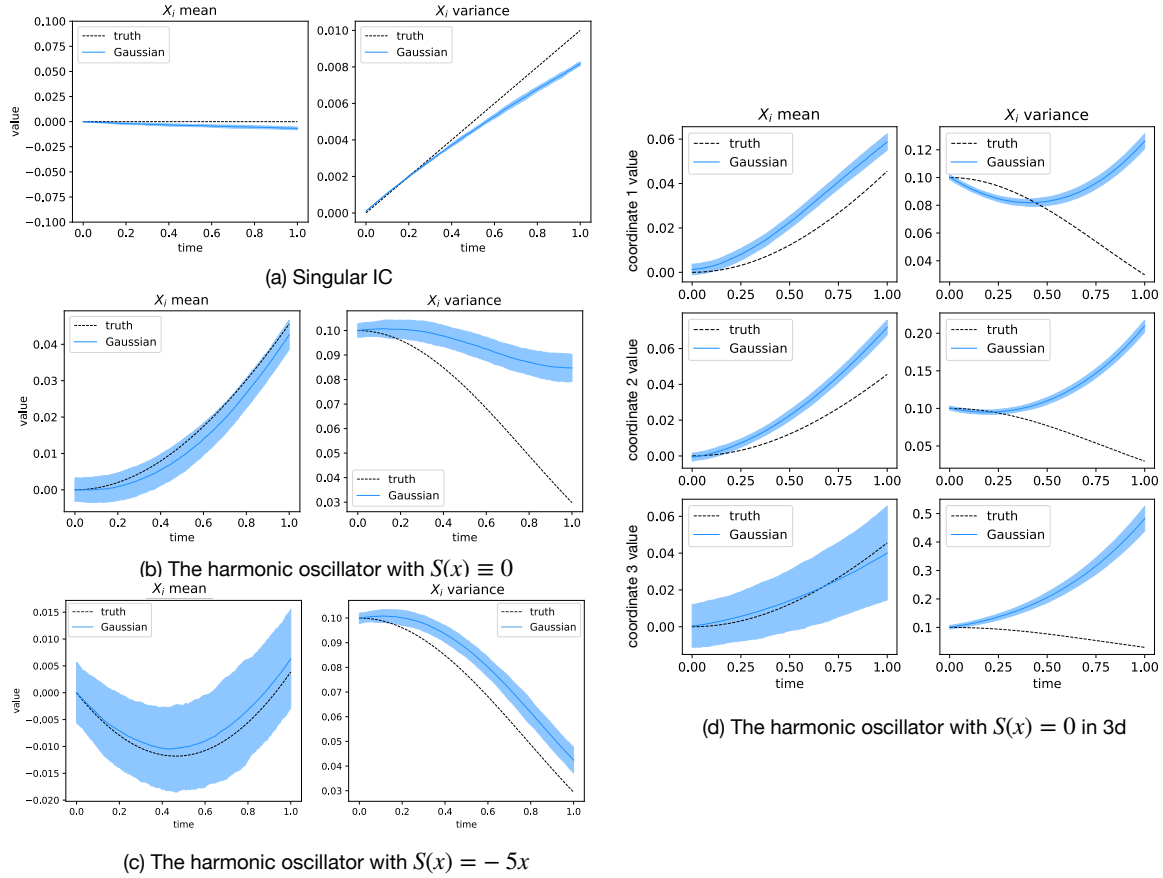 X_i mean
X_i variance
0.100
0.075
0.050
0.025
0.000
−0.025
−0.050
−0.075
−0.100
value
truth
Gaussian
0.0 0.2 0.4 0.6 0.8 1.0
time
0.010
0.008
0.006
0.004
0.002
0.000
truth
Gaussian
0.0 0.2 0.4 0.6 0.8 1.0
time
(a) Singular IC
X_i mean
X_i variance
0.04
0.03
0.02
0.01
0.00
value
truth
Gaussian
0.0 0.2 0.4 0.6 0.8 1.0
time
0.10
0.09
0.08
0.07
0.06
0.05
0.04
0.03
truth
Gaussian
0.0 0.2 0.4 0.6 0.8 1.0
time
(b) The harmonic oscillator with S(x) ≡ 0
X_i mean
X_i variance
0.015
0.010
0.005
0.000
−0.005
−0.010
−0.015
−0.020
value
truth
Gaussian
0.0 0.2 0.4 0.6 0.8 1.0
time
0.10
0.09
0.08
0.07
0.06
0.05
0.04
0.03
truth
Gaussian
0.0 0.2 0.4 0.6 0.8 1.0
time
(c) The harmonic oscillator with S(x) = − 5x
X_i mean
X_i variance
coordinate 1 value
0.06
0.04
0.02
0.00
truth
Gaussian
0.00 0.25 0.50 0.75 1.00
0.12
0.10
0.08
0.06
0.04
truth
Gaussian
0.00 0.25 0.50 0.75 1.00
coordinate 2 value
0.06
0.04
0.02
0.00
truth
Gaussian
0.00 0.25 0.50 0.75 1.00
0.20
0.15
0.10
0.05
truth
Gaussian
0.00 0.25 0.50 0.75 1.00
coordinate 3 value
0.06
0.04
0.02
0.00
truth
Gaussian
0.00 0.25 0.50 0.75 1.00
time
0.5
0.4
0.3
0.2
0.1
truth
Gaussian
0.00 0.25 0.50 0.75 1.00
time
(d) The harmonic oscillator with S(x) = 0 in 3d